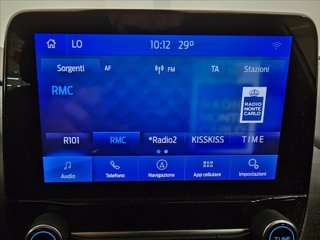 LO 10:12 29°
Sorgenti AF FM TA Stazioni
RMC
RADIO
MONTE
CARLO
R101 RMC *Radio2 KISSKISS TIME
Audio Telefono Navigazione App cellulare Impostazioni
TUNE